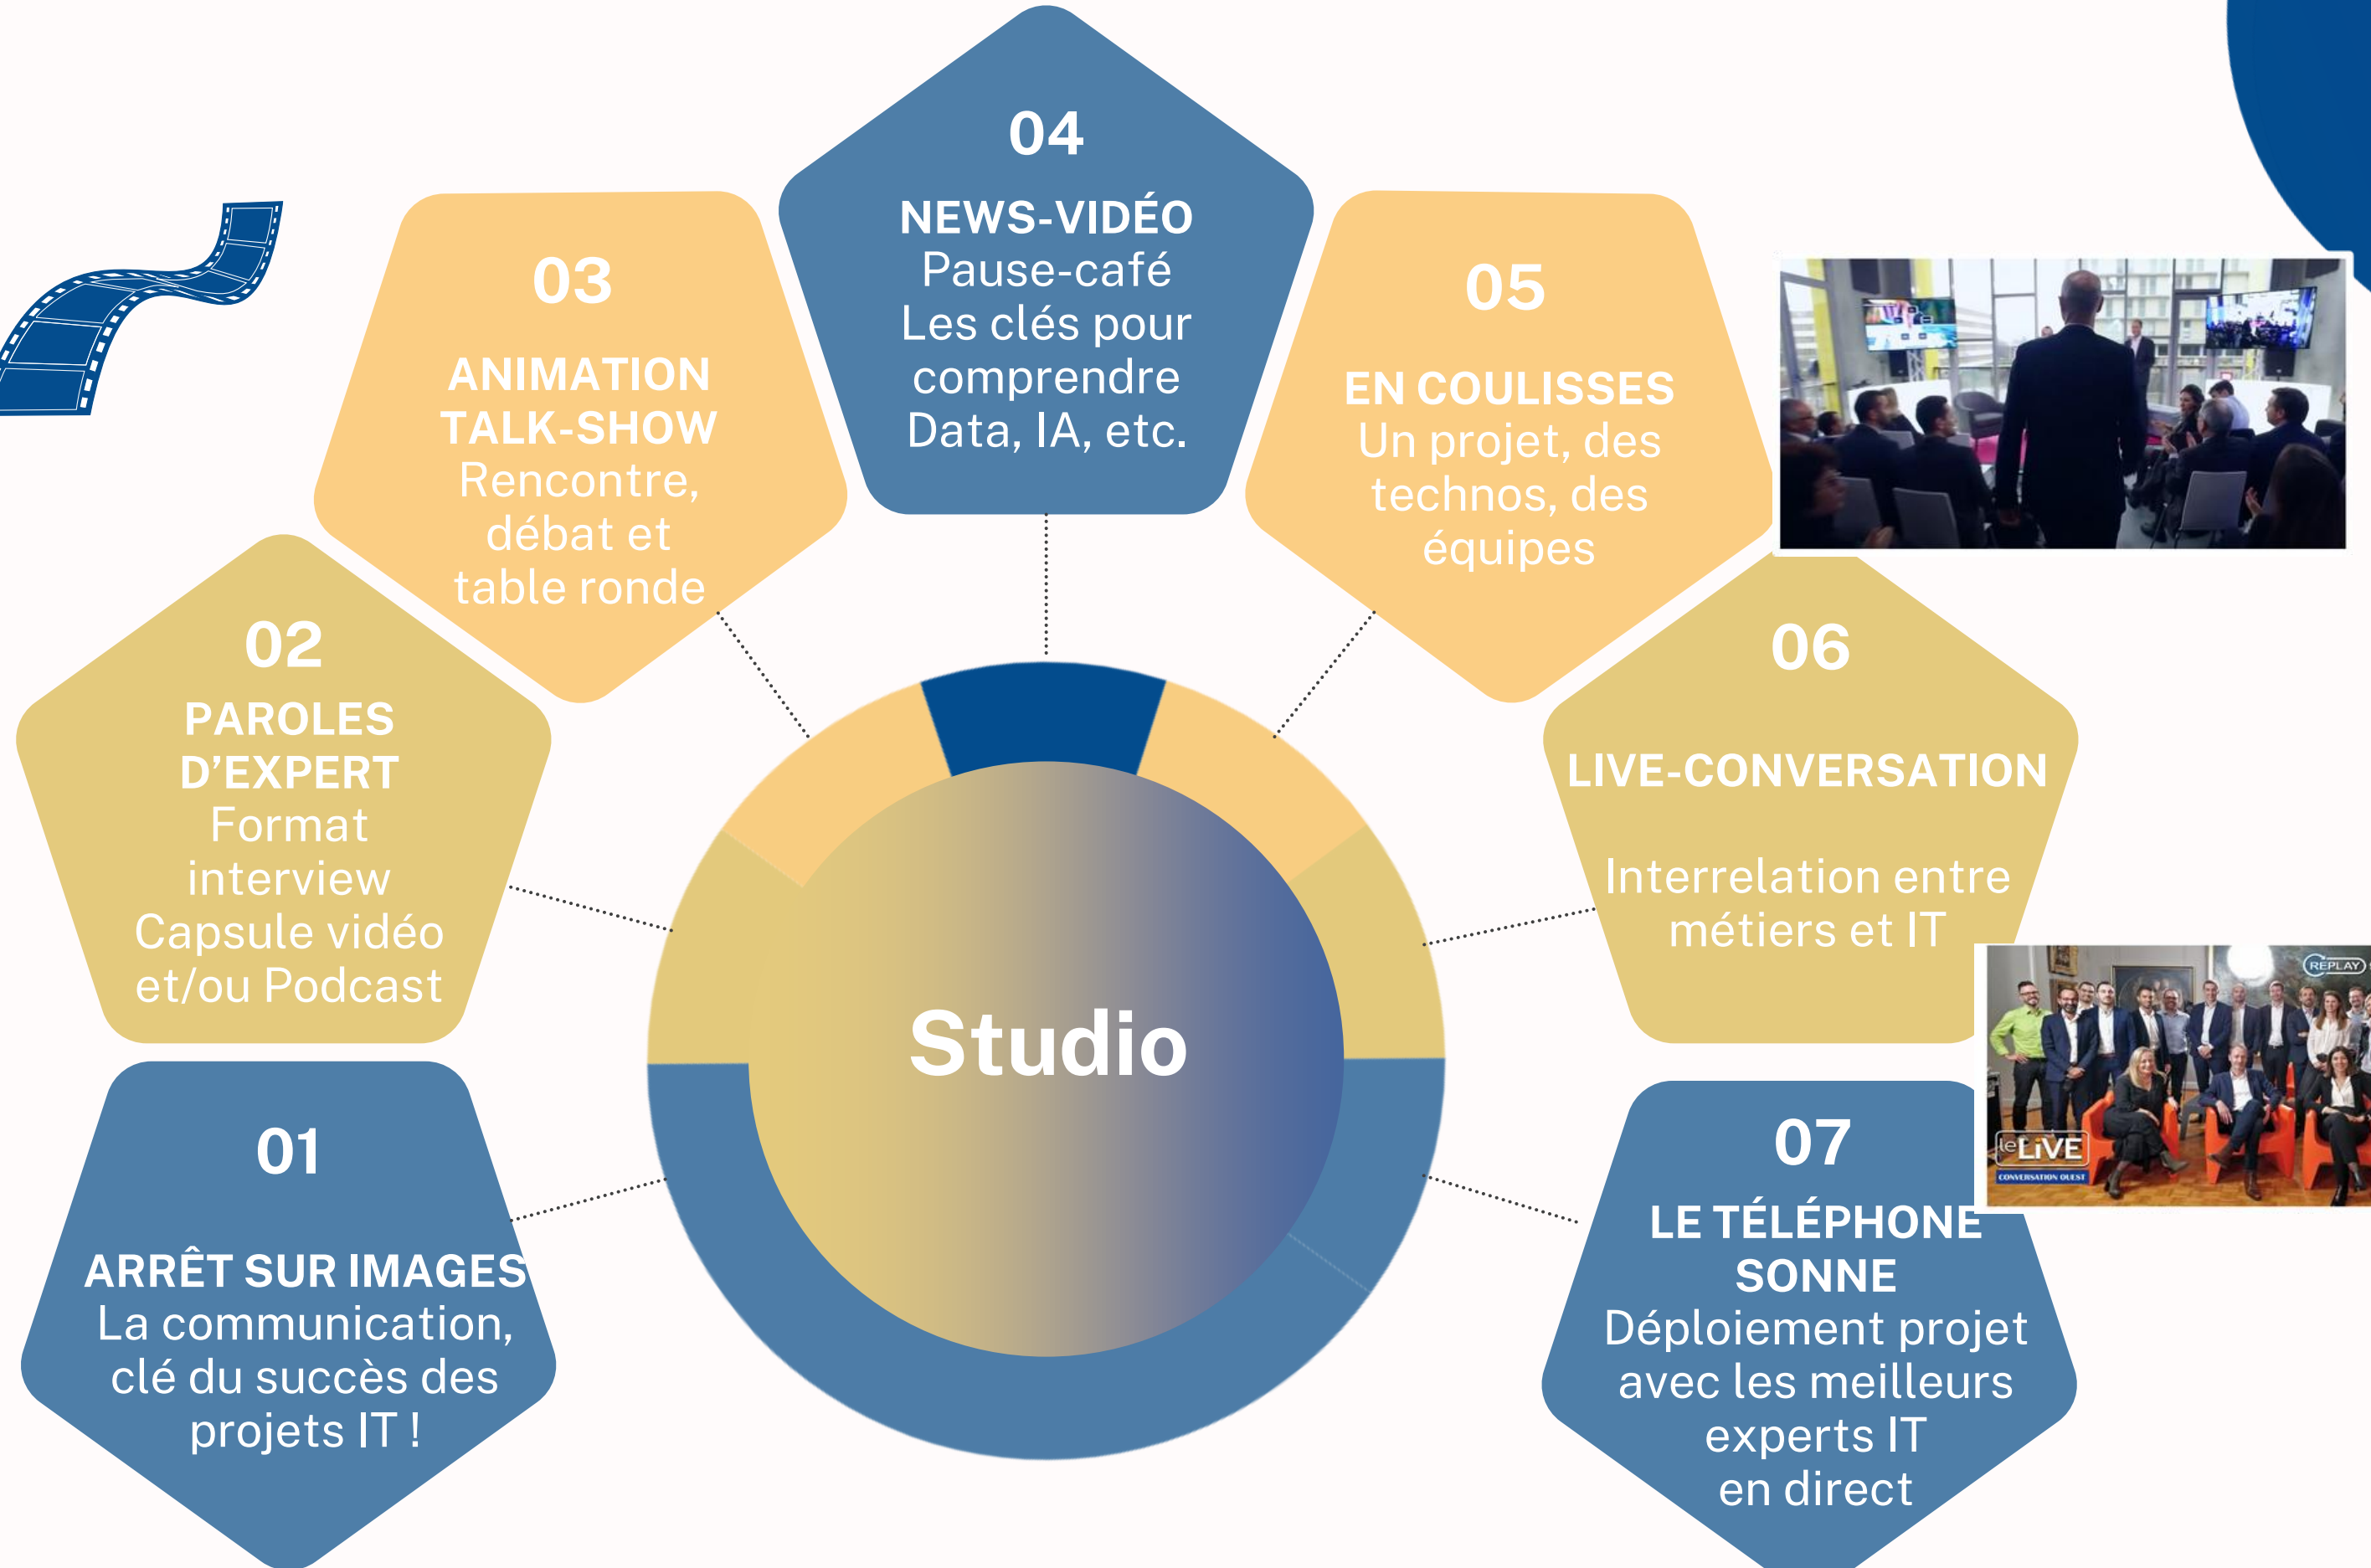 01
ARRÊT SUR IMAGES
La communication,
clé du succès des
projets IT !
02
PAROLES
D’EXPERT
Format
interview
Capsule vidéo
et/ou Podcast
03
ANIMATION
TALK-SHOW
Rencontre,
débat et
table ronde
04
NEWS-VIDÉO
Pause-café
Les clés pour
comprendre
Data, IA, etc.
05
EN COULISSES
Un projet, des
technos, des
équipes
06
LIVE-CONVERSATION
Interrelation entre
métiers et IT
07
LE TÉLÉPHONE
SONNE
Déploiement projet
avec les meilleurs
experts IT
en direct
Studio
REPLAY
le LiVE
CONVERSATION OUEST